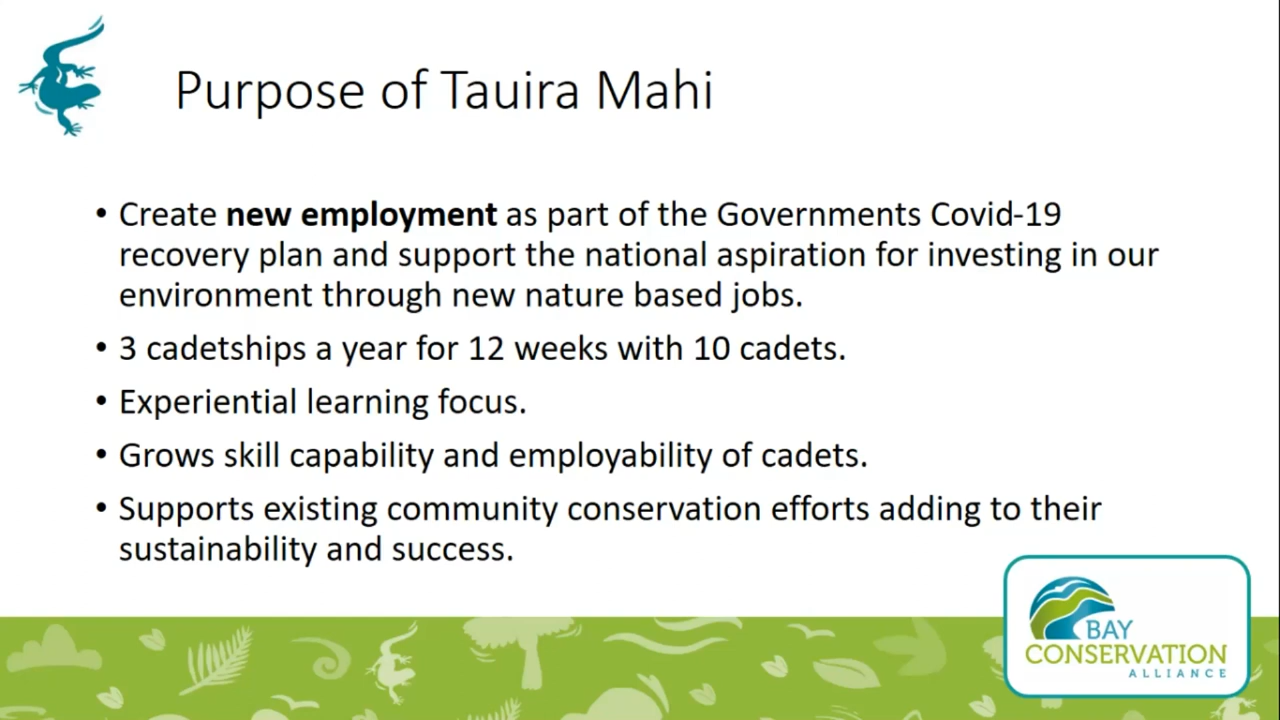 Purpose of Tauira Mahi
• Create new employment as part of the Governments Covid-19
recovery plan and support the national aspiration for investing in our
environment through new nature based jobs.
• 3 cadetships a year for 12 weeks with 10 cadets.
• Experiential learning focus.
• Grows skill capability and employability of cadets.
• Supports existing community conservation efforts adding to their
sustainability and success.
BAY
CONSERVATION
ALLIANCE